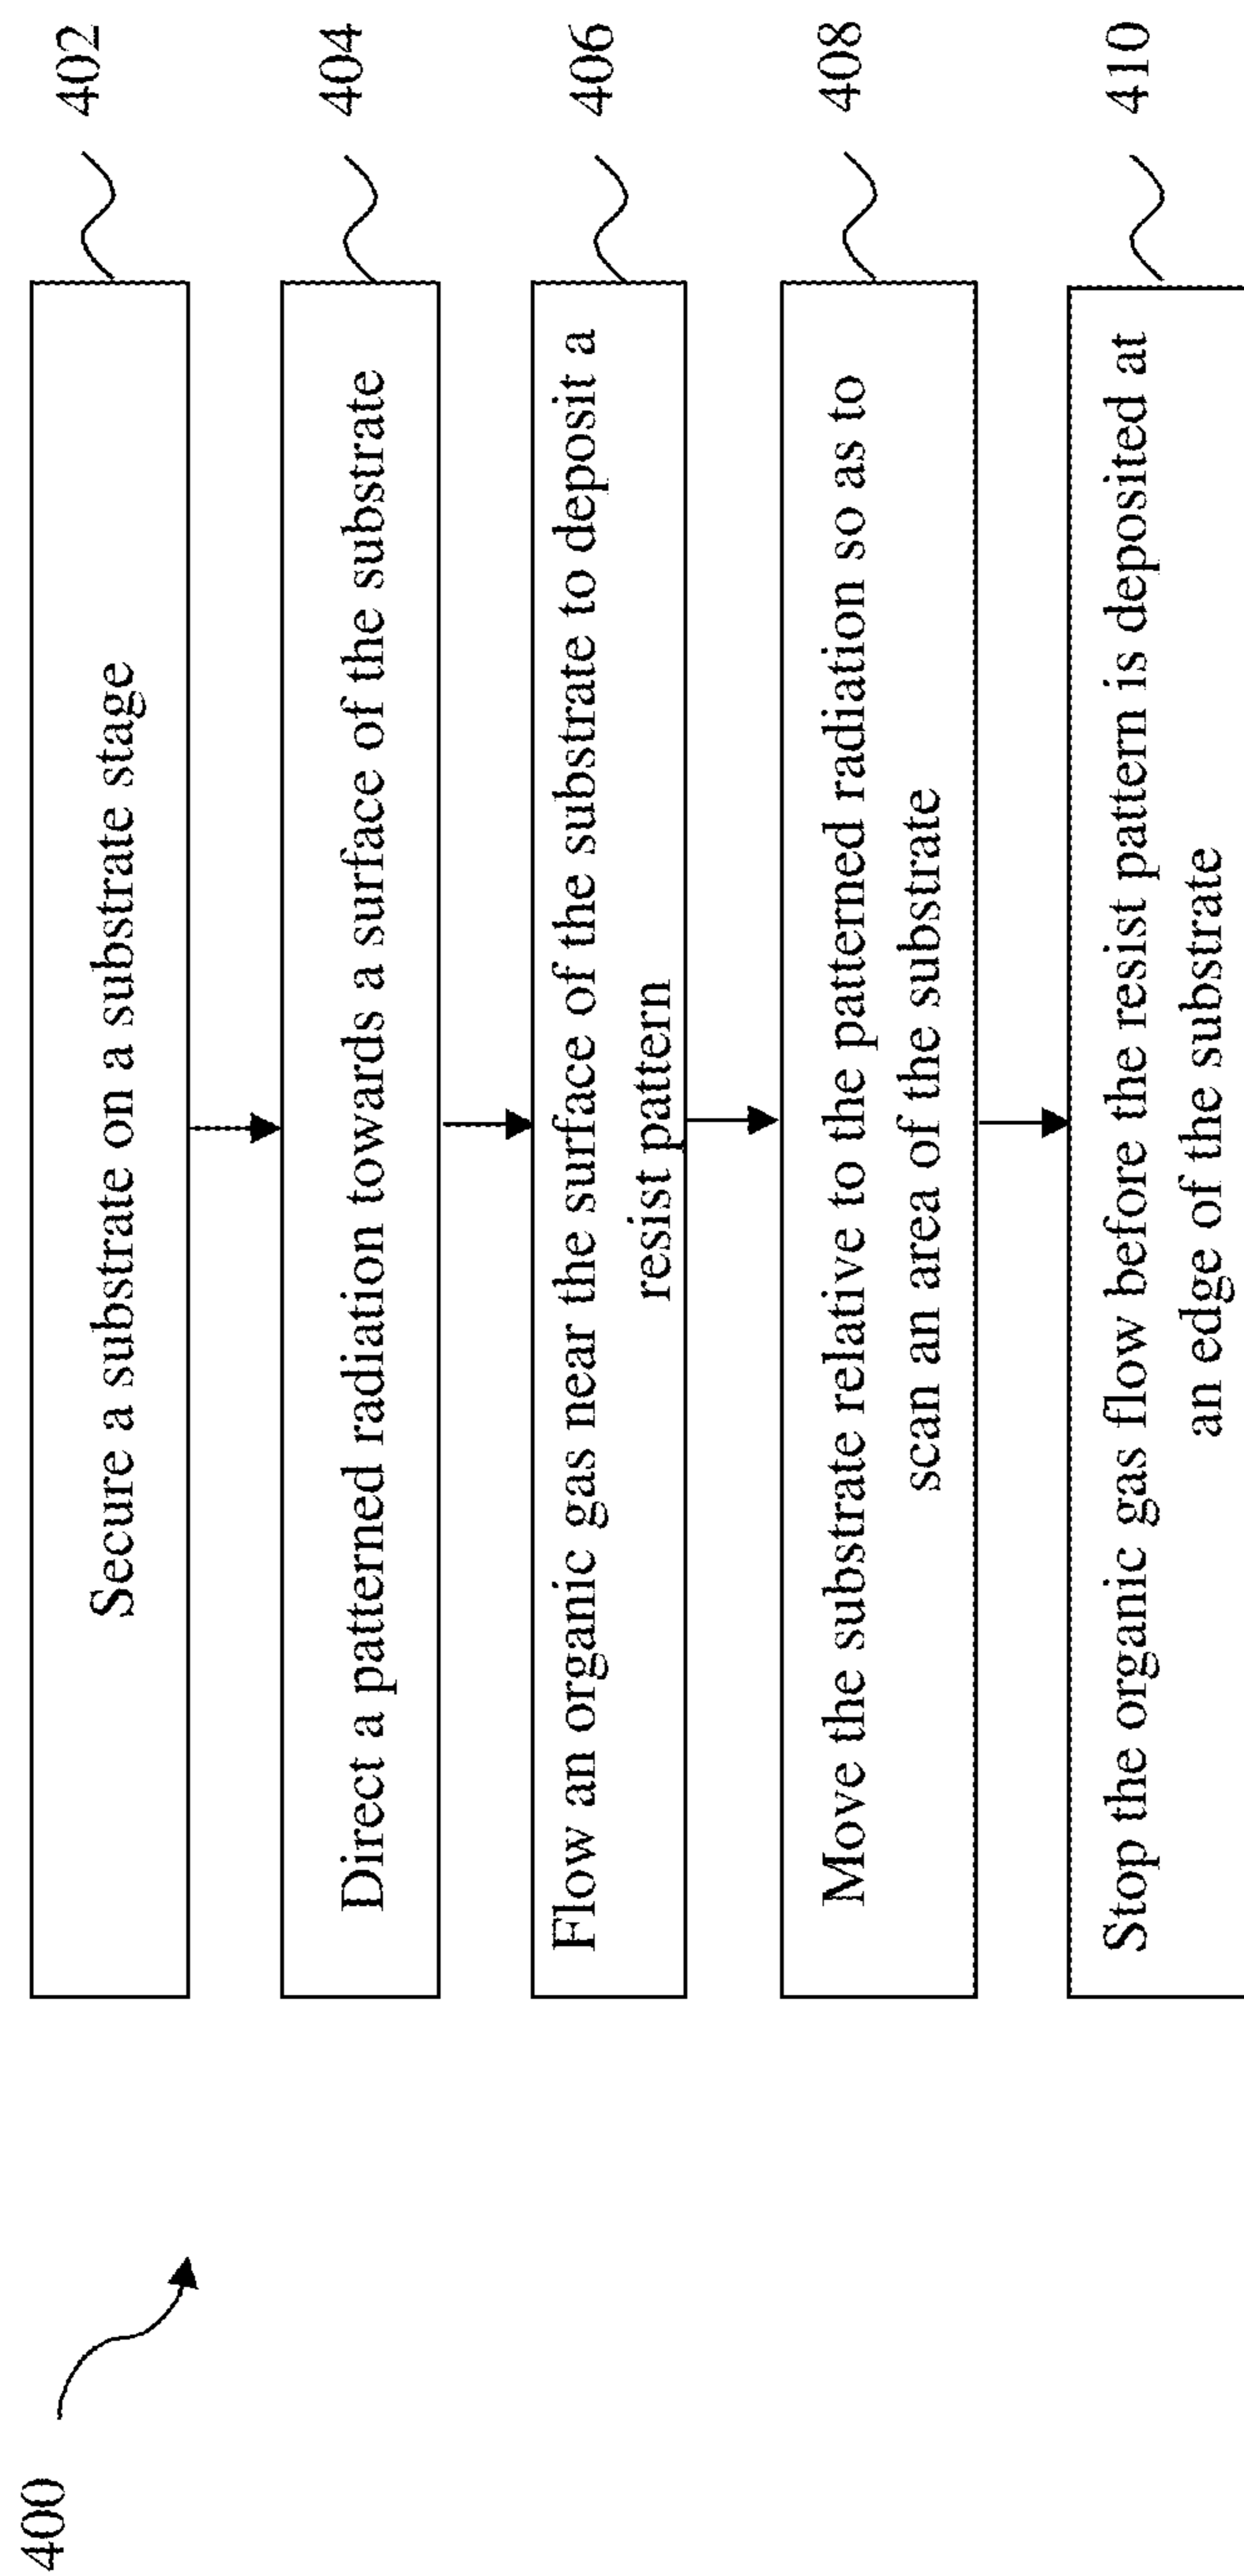 400
Secure a substrate on a substrate stage
402
Direct a patterned radiation towards a surface of the substrate
404
Flow an organic gas near the surface of the substrate to deposit a
resist pattern
406
Move the substrate relative to the patterned radiation so as to
scan an area of the substrate
408
Stop the organic gas flow before the resist pattern is deposited at
an edge of the substrate
410